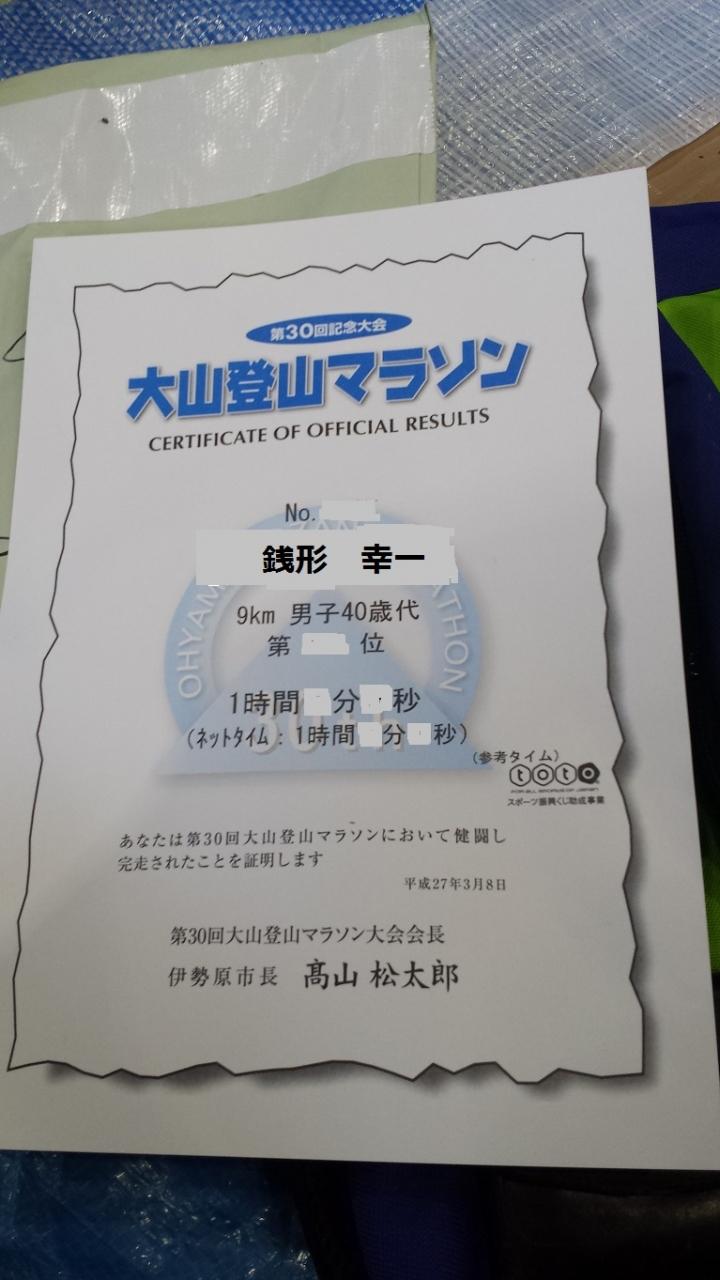 第30回記念大会
大山登山マラソン
CERTIFICATE OF OFFICIAL RESULTS
No.
銭形 幸一
9km 男子40歳代
第 位
1時間 分 秒
(ネットタイム : 1時間 分 秒)
(参考タイム)
toto
FOR ALL SPORTS OF JAPAN
スポーツ振興くじ助成事業
30th
あなたは第30回大山登山マラソンにおいて健闘し
完走されたことを証明します
平成27年3月8日
第30回大山登山マラソン大会会長
伊勢原市長 髙山 松太郎